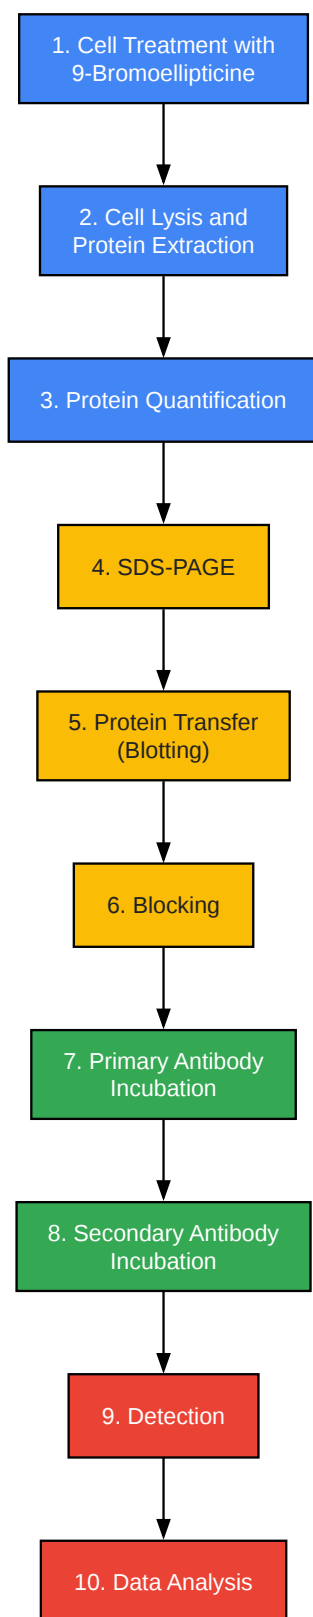 1. Cell Treatment with
9-Bromoellipticine
2. Cell Lysis and
Protein Extraction
3. Protein Quantification
4. SDS-PAGE
5. Protein Transfer
(Blotting)
6. Blocking
7. Primary Antibody
Incubation
8. Secondary Antibody
Incubation
9. Detection
10. Data Analysis